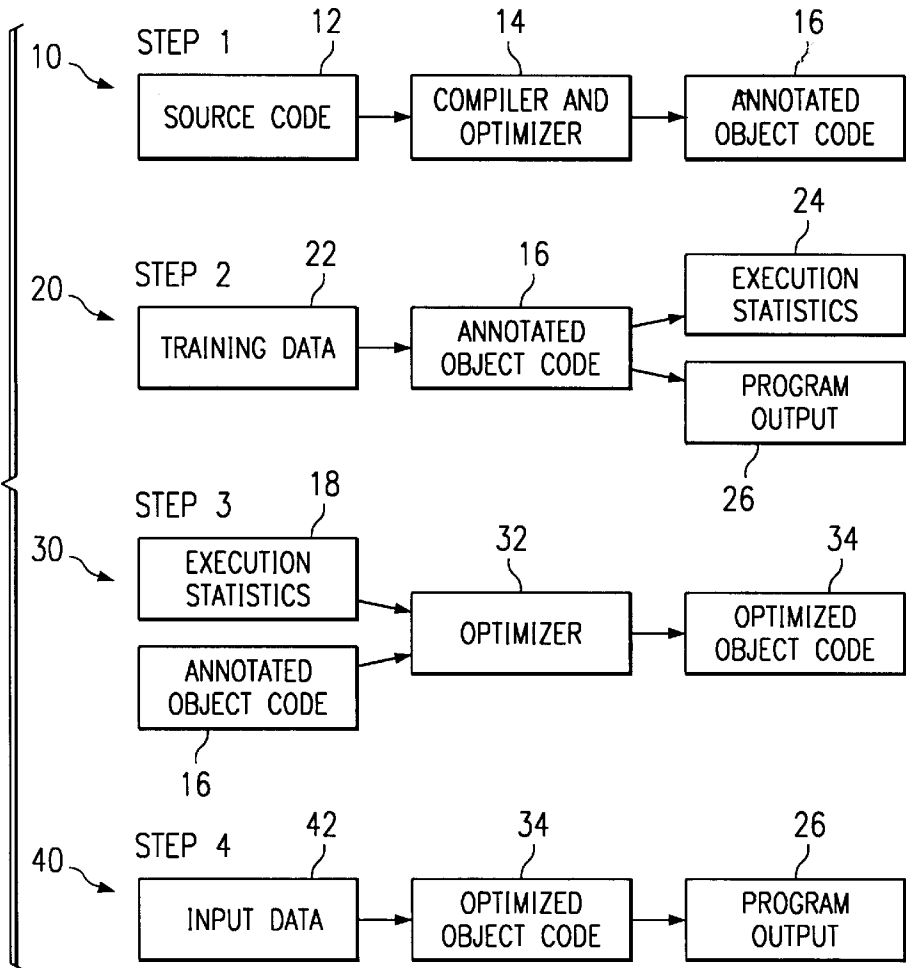 STEP 1
10
12
14
16
SOURCE CODE
COMPILER AND
OPTIMIZER
ANNOTATED
OBJECT CODE
STEP 2
20
22
16
24
TRAINING DATA
ANNOTATED
OBJECT CODE
EXECUTION
STATISTICS
PROGRAM
OUTPUT
26
STEP 3
30
18
32
34
EXECUTION
STATISTICS
ANNOTATED
OBJECT CODE
16
OPTIMIZER
OPTIMIZED
OBJECT CODE
STEP 4
40
42
34
26
INPUT DATA
OPTIMIZED
OBJECT CODE
PROGRAM
OUTPUT